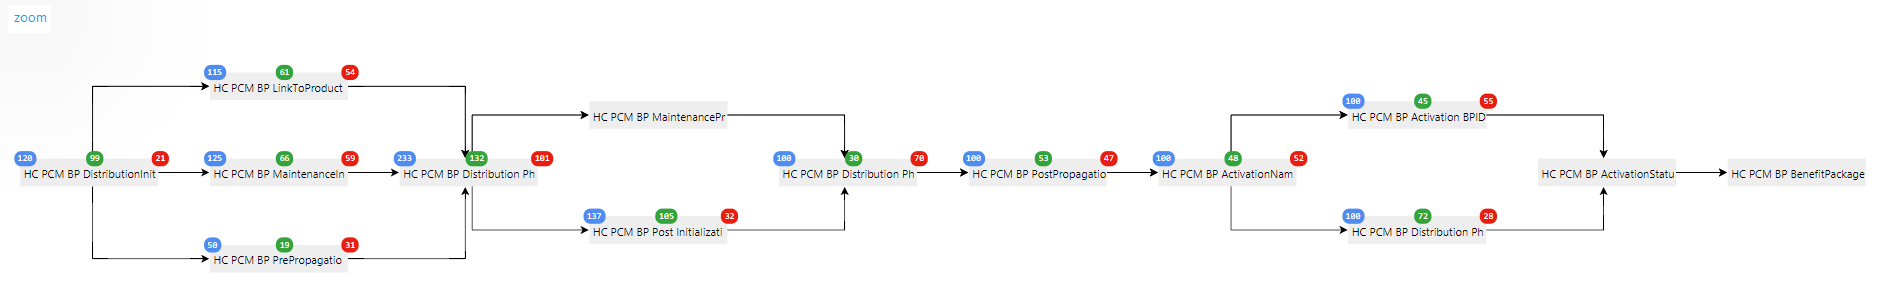 zoom
115 61 54
HC PCM BP LinkToProduct
HC PCM BP MaintenancePr
100 45 55
HC PCM BP Activation BPID
120 99 21
HC PCM BP DistributionInit
125 66 59
HC PCM BP MaintenanceIn
233 132 101
HC PCM BP Distribution Ph
100 30 70
HC PCM BP Distribution Ph
100 53 47
HC PCM BP PostPropagatio
100 48 52
HC PCM BP ActivationNam
HC PCM BP ActivationStatu
HC PCM BP BenefitPackage
137 105 32
HC PCM BP Post Initializati
100 72 28
HC PCM BP Distribution Ph
50 19 31
HC PCM BP PrePropagatio